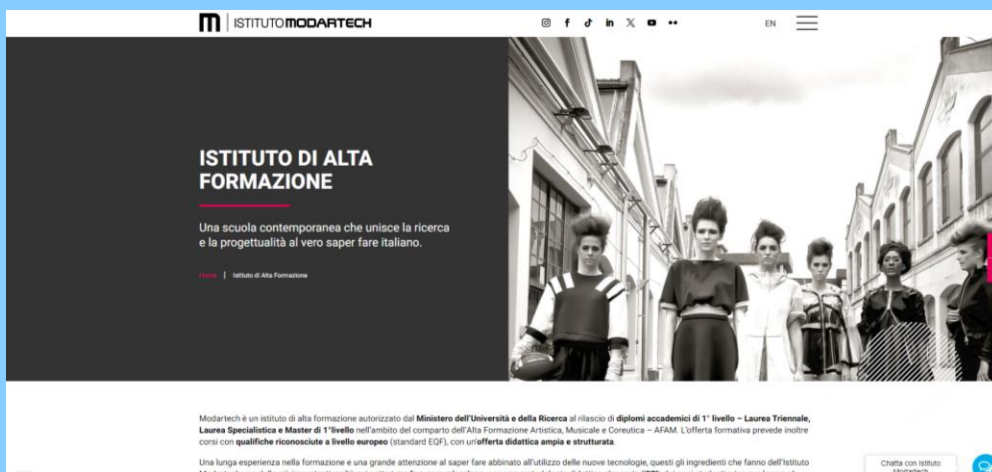 ISTITUTO MODARTECH
EN
ISTITUTO DI ALTA
FORMAZIONE
Una scuola contemporanea che unisce la ricerca
e la progettualità al vero saper fare italiano.
Home | Istituto di Alta Formazione
Modartech è un istituto di alta formazione autorizzato dal Ministero dell'Università e della Ricerca al rilascio di diplomi accademici di 1° livello – Laurea Triennale,
Laurea Specialistica e Master di 1°livello nell'ambito del comparto dell'Alta Formazione Artistica, Musicale e Coreutica – AFAM. L'offerta formativa prevede inoltre
corsi con qualifiche riconosciute a livello europeo (standard EQF), con un'offerta didattica ampia e strutturata.
Una lunga esperienza nella formazione e una grande attenzione al saper fare abbinato all'utilizzo delle nuove tecnologie, questi gli ingredienti che fanno dell'Istituto
Chatta con Istituto
Modartech